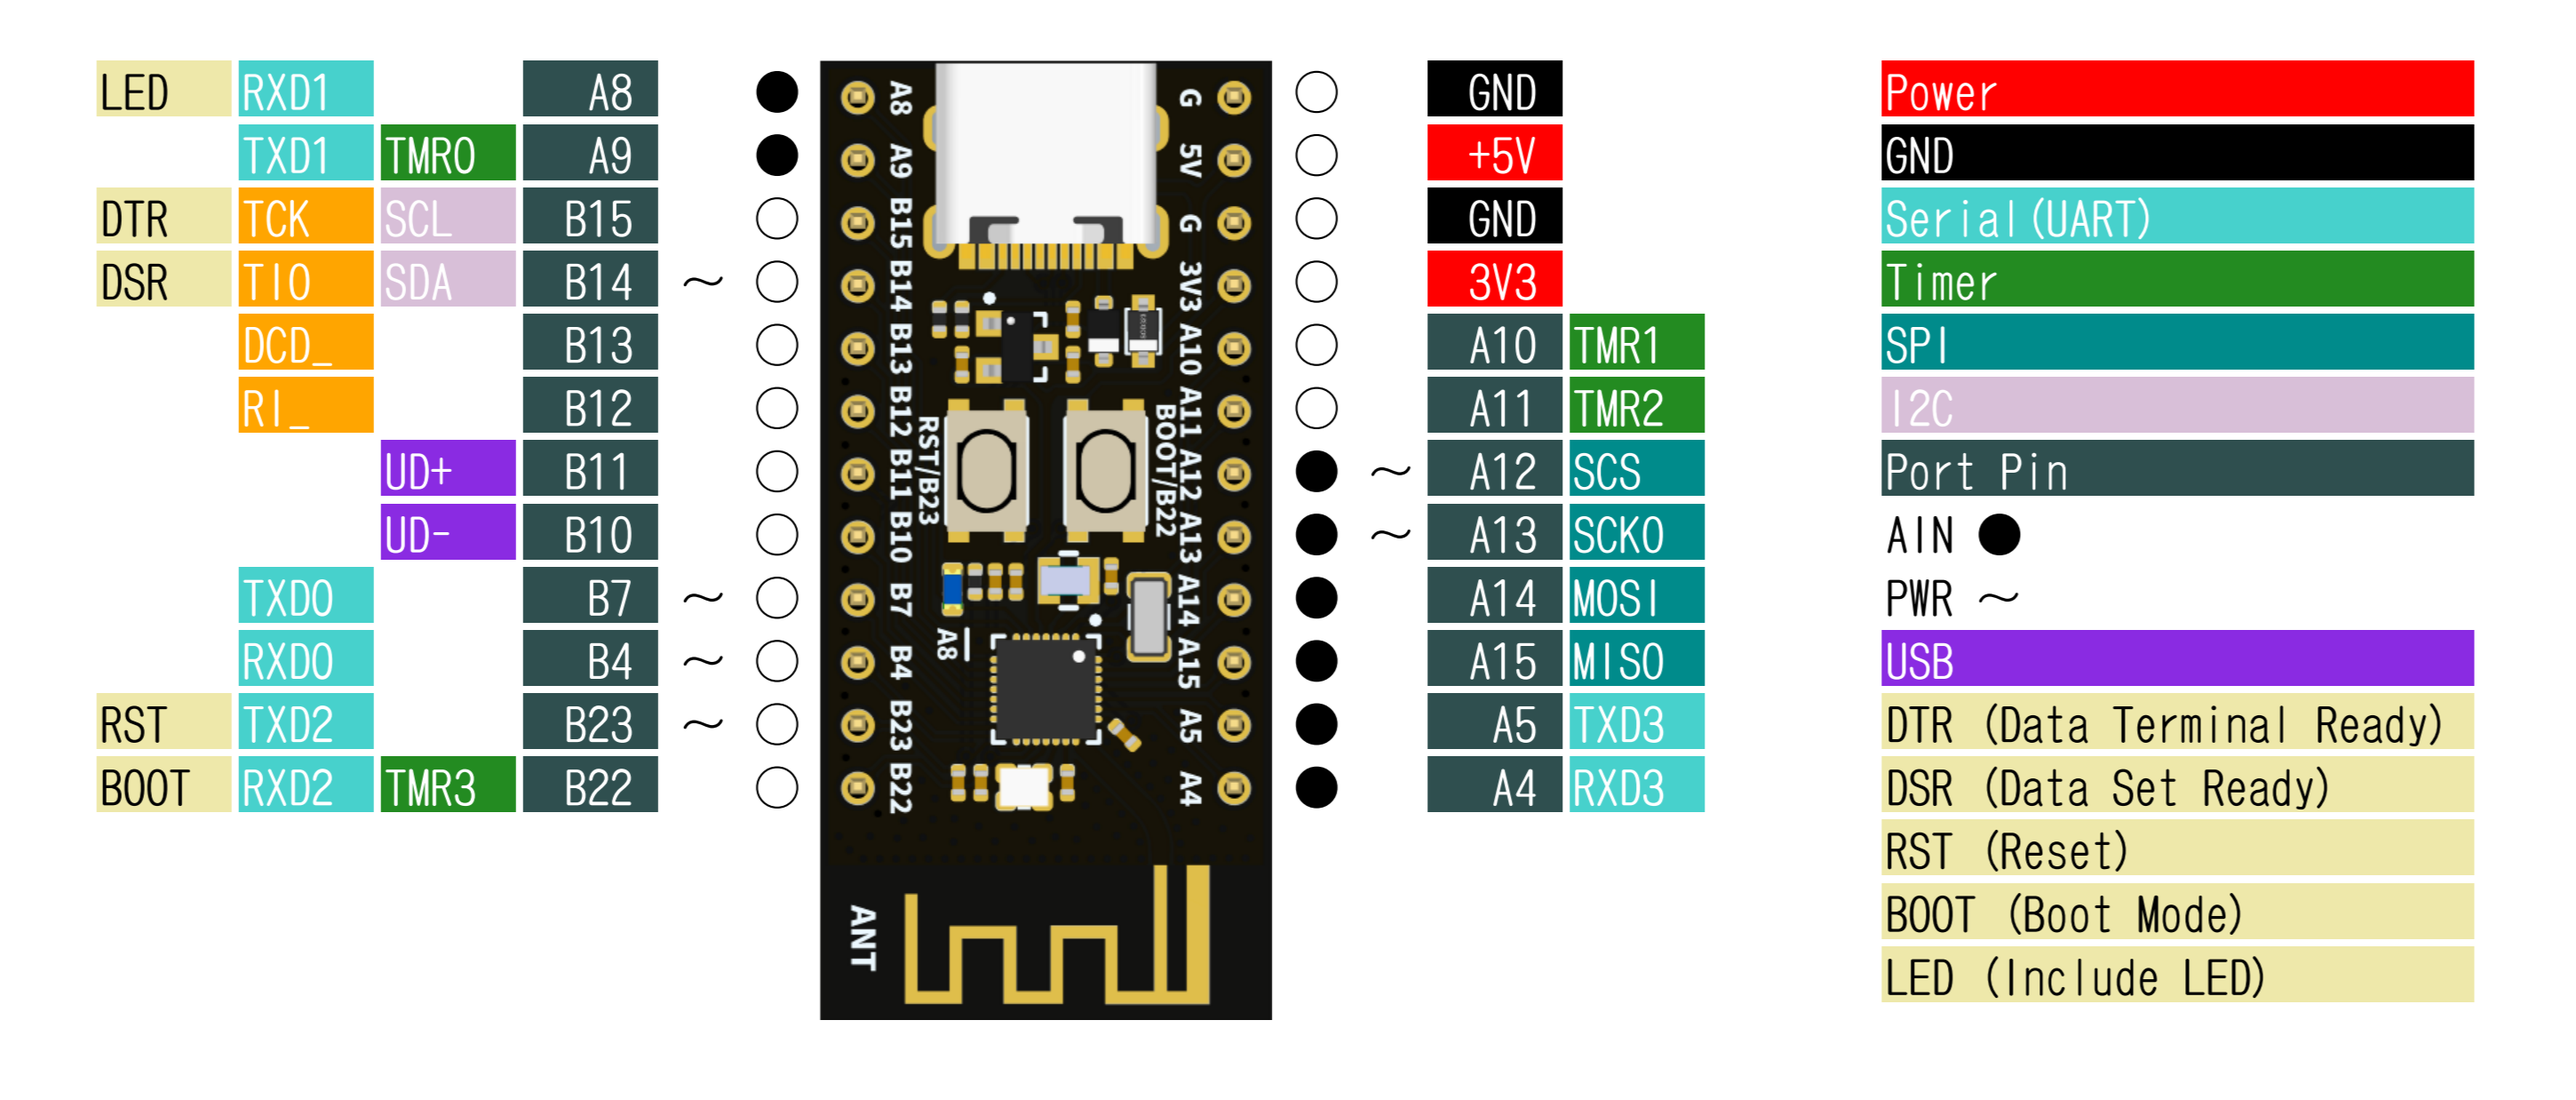 LED RXD1 A8 A8 G GND Power
TXD1 TMR0 A9 A9 5V +5V GND
DTR TCK SCL B15 B15 G GND Serial(UART)
DSR TIO SDA B14 ~ B14 3V3 3V3 Timer
DCD_ B13 B13 A10 A10 TMR1 SPI
RI_ B12 B12 A11 A11 TMR2 I2C
RST/B23 BOOT/B22
UD+ B11 B11 A12 ~ A12 SCS Port Pin
UD- B10 B10 A13 ~ A13 SCK0 AIN
TXD0 B7 ~ B7 A14 A14 MOSI PWR ~
A8
RXD0 B4 ~ B4 A15 A15 MISO USB
RST TXD2 B23 ~ B23 A5 A5 TXD3 DTR (Data Terminal Ready)
BOOT RXD2 TMR3 B22 B22 A4 A4 RXD3 DSR (Data Set Ready)
RST (Reset)
BOOT (Boot Mode)
ANT
LED (Include LED)